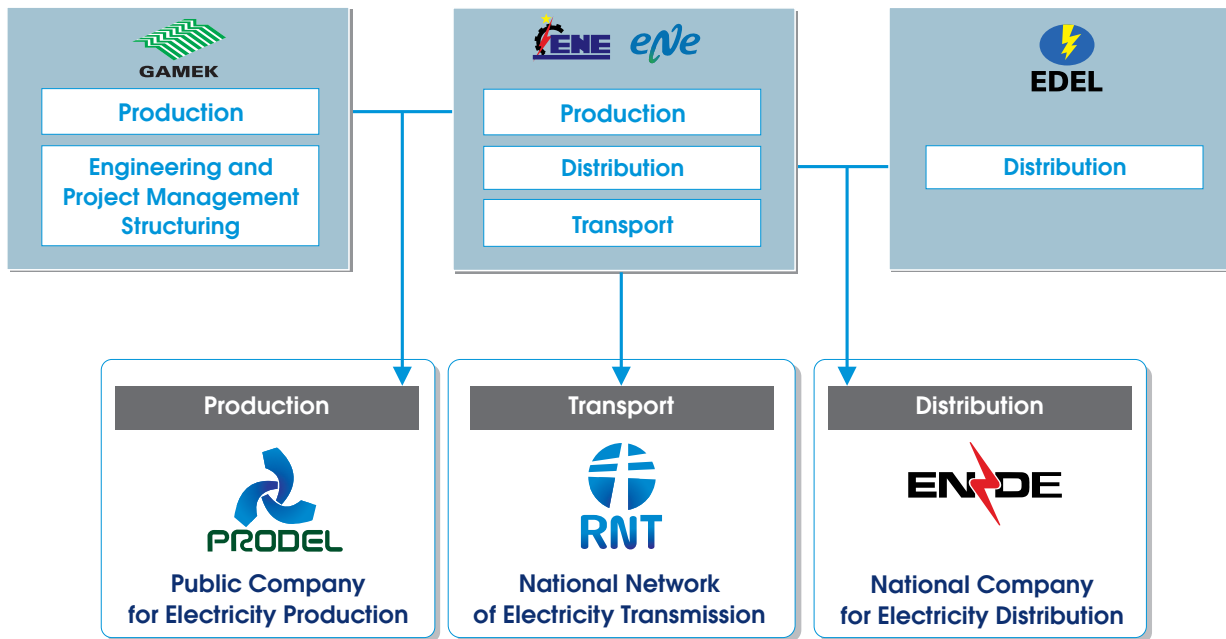 GAMEK
Production
Engineering and
Project Management
Structuring
ENE
eNe
Production
Distribution
Transport
EDEL
Distribution
Production
PRODEL
Public Company
for Electricity Production
Transport
RNT
National Network
of Electricity Transmission
Distribution
ENDE
National Company
for Electricity Distribution